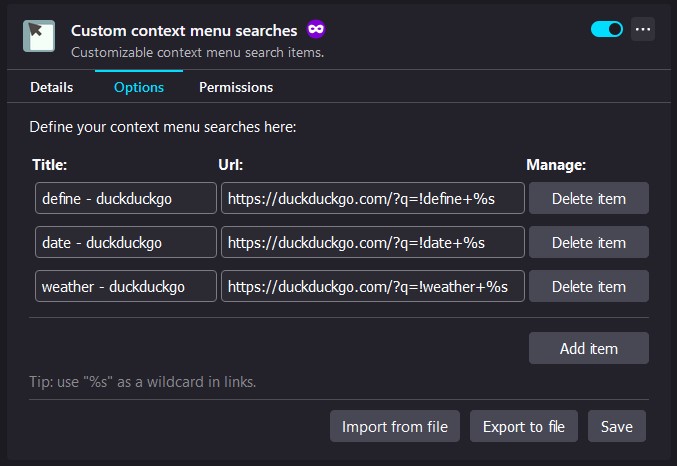 Custom context menu searches
Customizable context menu search items.
Details Options Permissions
Define your context menu searches here:
Title: Url: Manage:
define - duckduckgo https://duckduckgo.com/?q=!define+%s Delete item
date - duckduckgo https://duckduckgo.com/?q=!date+%s Delete item
weather - duckduckgo https://duckduckgo.com/?q=!weather+%s Delete item
Add item
Tip: use "%s" as a wildcard in links.
Import from file Export to file Save